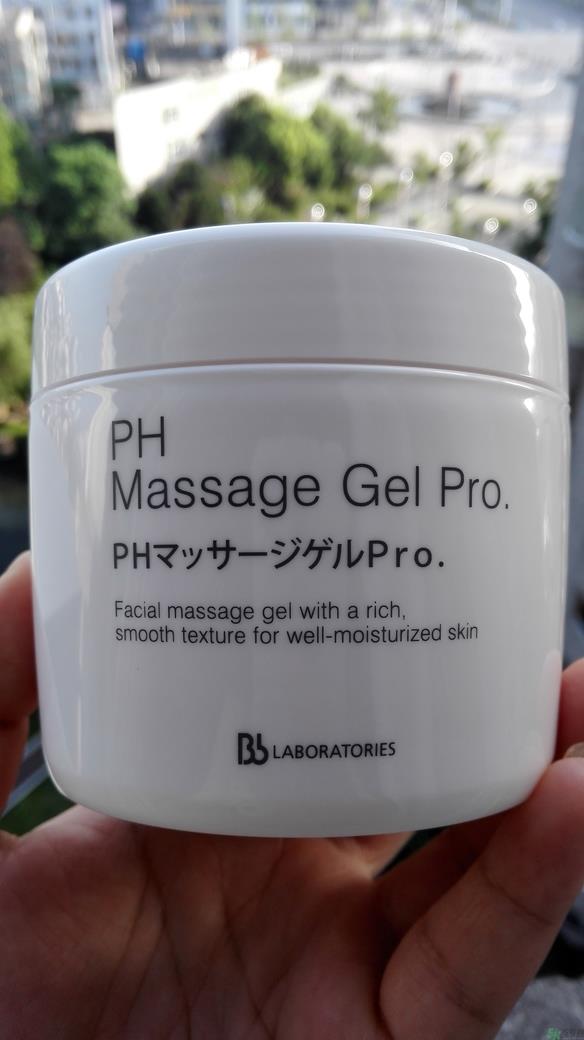 PH
Massage Gel Pro.
PHマッサージゲルPro.
Facial massage gel with a rich,
smooth texture for well-moisturized skin
Bb LABORATORIES